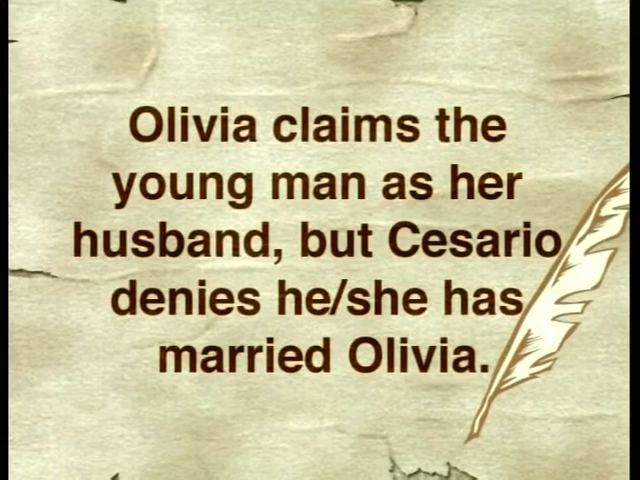 Olivia claims the
young man as her
husband, but Cesario
denies he/she has
married Olivia.